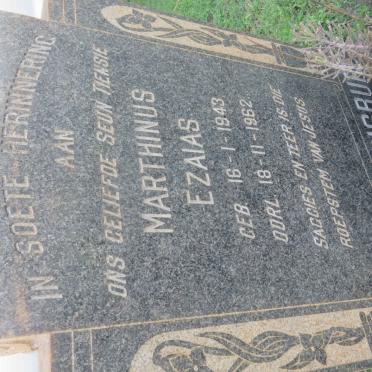 IN SOETE HERINNERING
AAN
ONS GELIEFDE SEUN TIENSIE
MARTHINUS
EZAIAS
GEB. 16-1-1943
OORL. 18-11-1962
SAGGIES EN TEER IS DIE
ROEPSTEM VAN JESUS.